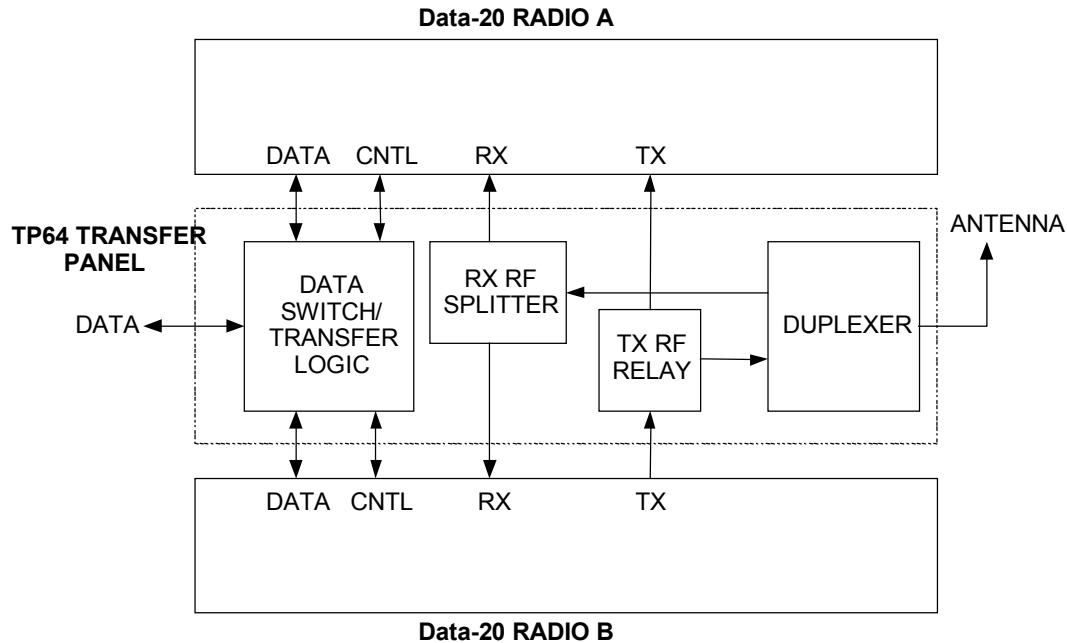 Data-20 RADIO A
DATA CNTL RX TX
TP64 TRANSFER
PANEL
DATA
DATA
SWITCH/
TRANSFER
LOGIC
RX RF
SPLITTER
TX RF
RELAY
DUPLEXER
ANTENNA
DATA CNTL RX TX
Data-20 RADIO B